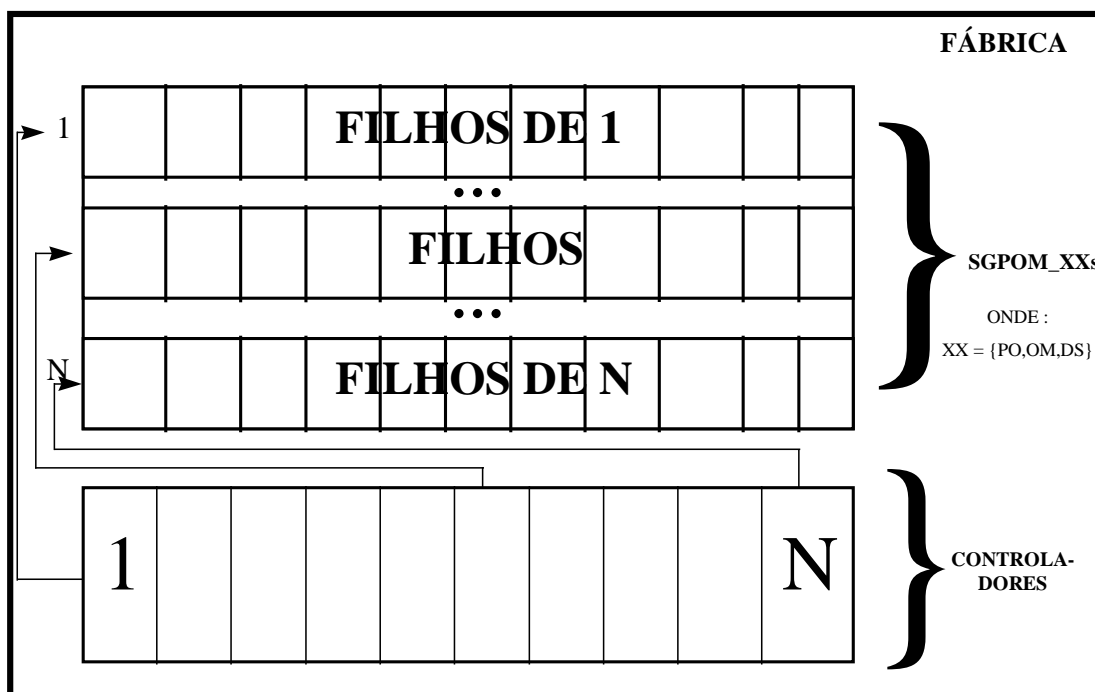 FÁBRICA
1
FILHOS DE 1
...
FILHOS
...
N
FILHOS DE N
SGPOM_XXs
ONDE :
XX = {PO,OM,DS}
1
N
CONTROLA-
DORES